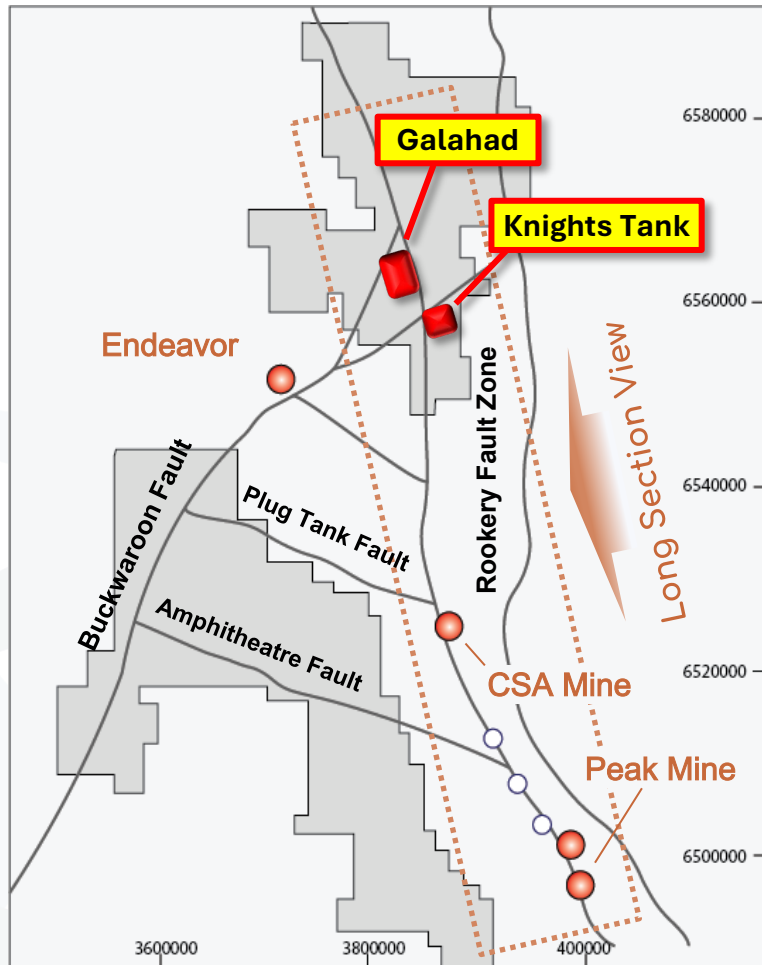 6580000
Galahad
Knights Tank
6560000
Endeavor
Rookery Fault Zone
Long Section View
Buckwaroon Fault
6540000
Plug Tank Fault
Amphitheatre Fault
6520000
CSA Mine
Peak Mine
6500000
3600000
3800000
400000